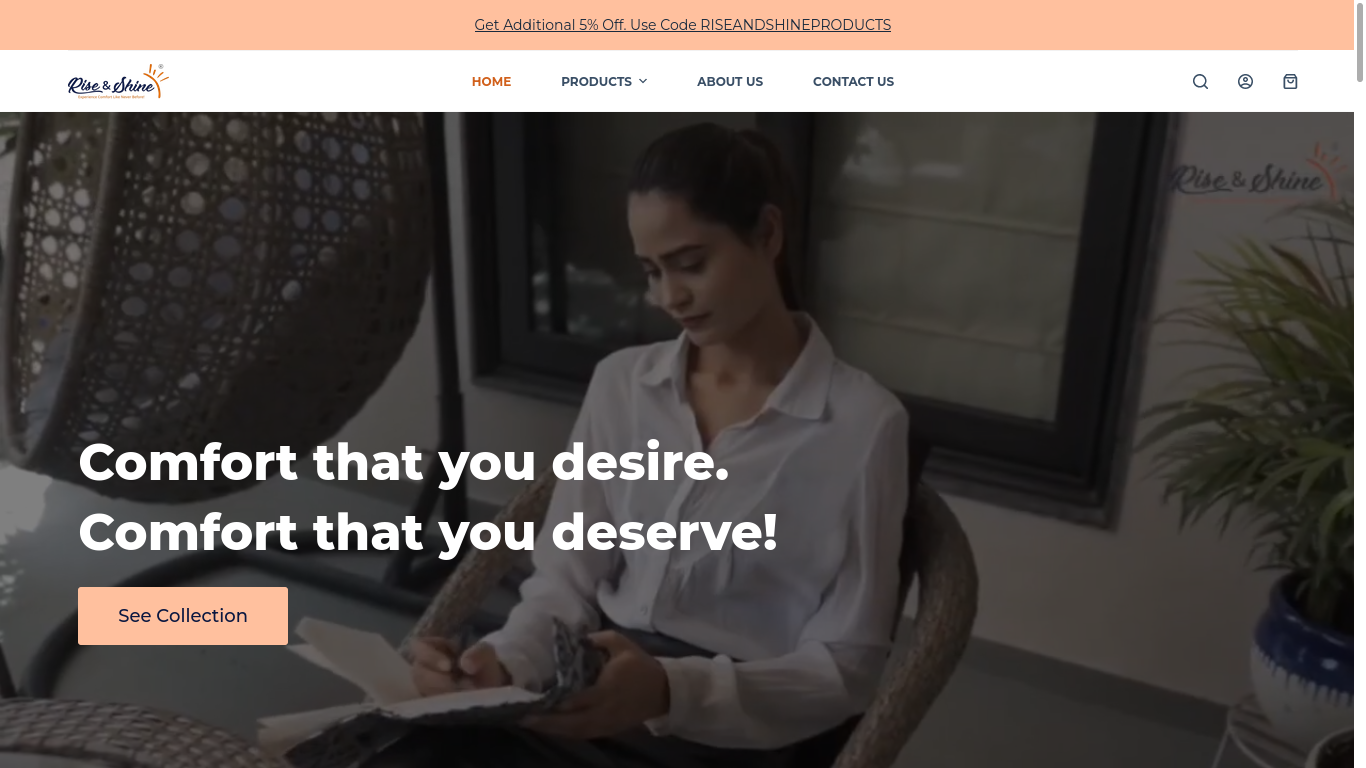 Get Additional 5% Off. Use Code RISEANDSHINEPRODUCTS
Rise & Shine
HOME
PRODUCTS
ABOUT US
CONTACT US
Rise & Shine
Comfort that you desire.
Comfort that you deserve!
See Collection